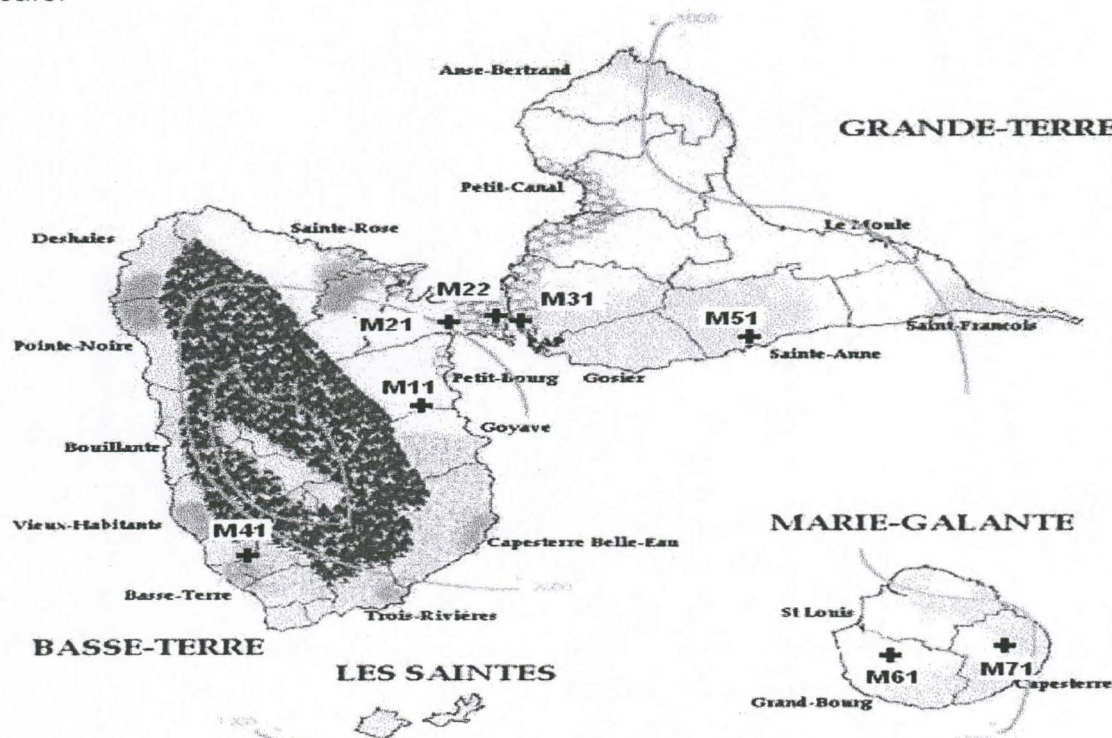 1000
Anse-Bertrand
GRANDE-TERRE
Petit-Canal
Deshaies
Sainte-Rose
Le Moule
M22
M31
M21
M51
Saint-Francois
Pointe-Noire
Petit-Bourg
Gosier
Sainte-Anne
M11
Goyave
Bouillante
Vieux-Habitants
M41
Capesterre Belle-Eau
MARIE-GALANTE
Basse-Terre
Trois-Rivières
St Louis
BASSE-TERRE
LES SAINTES
M61
M71
Capesterre
Grand-Bourg